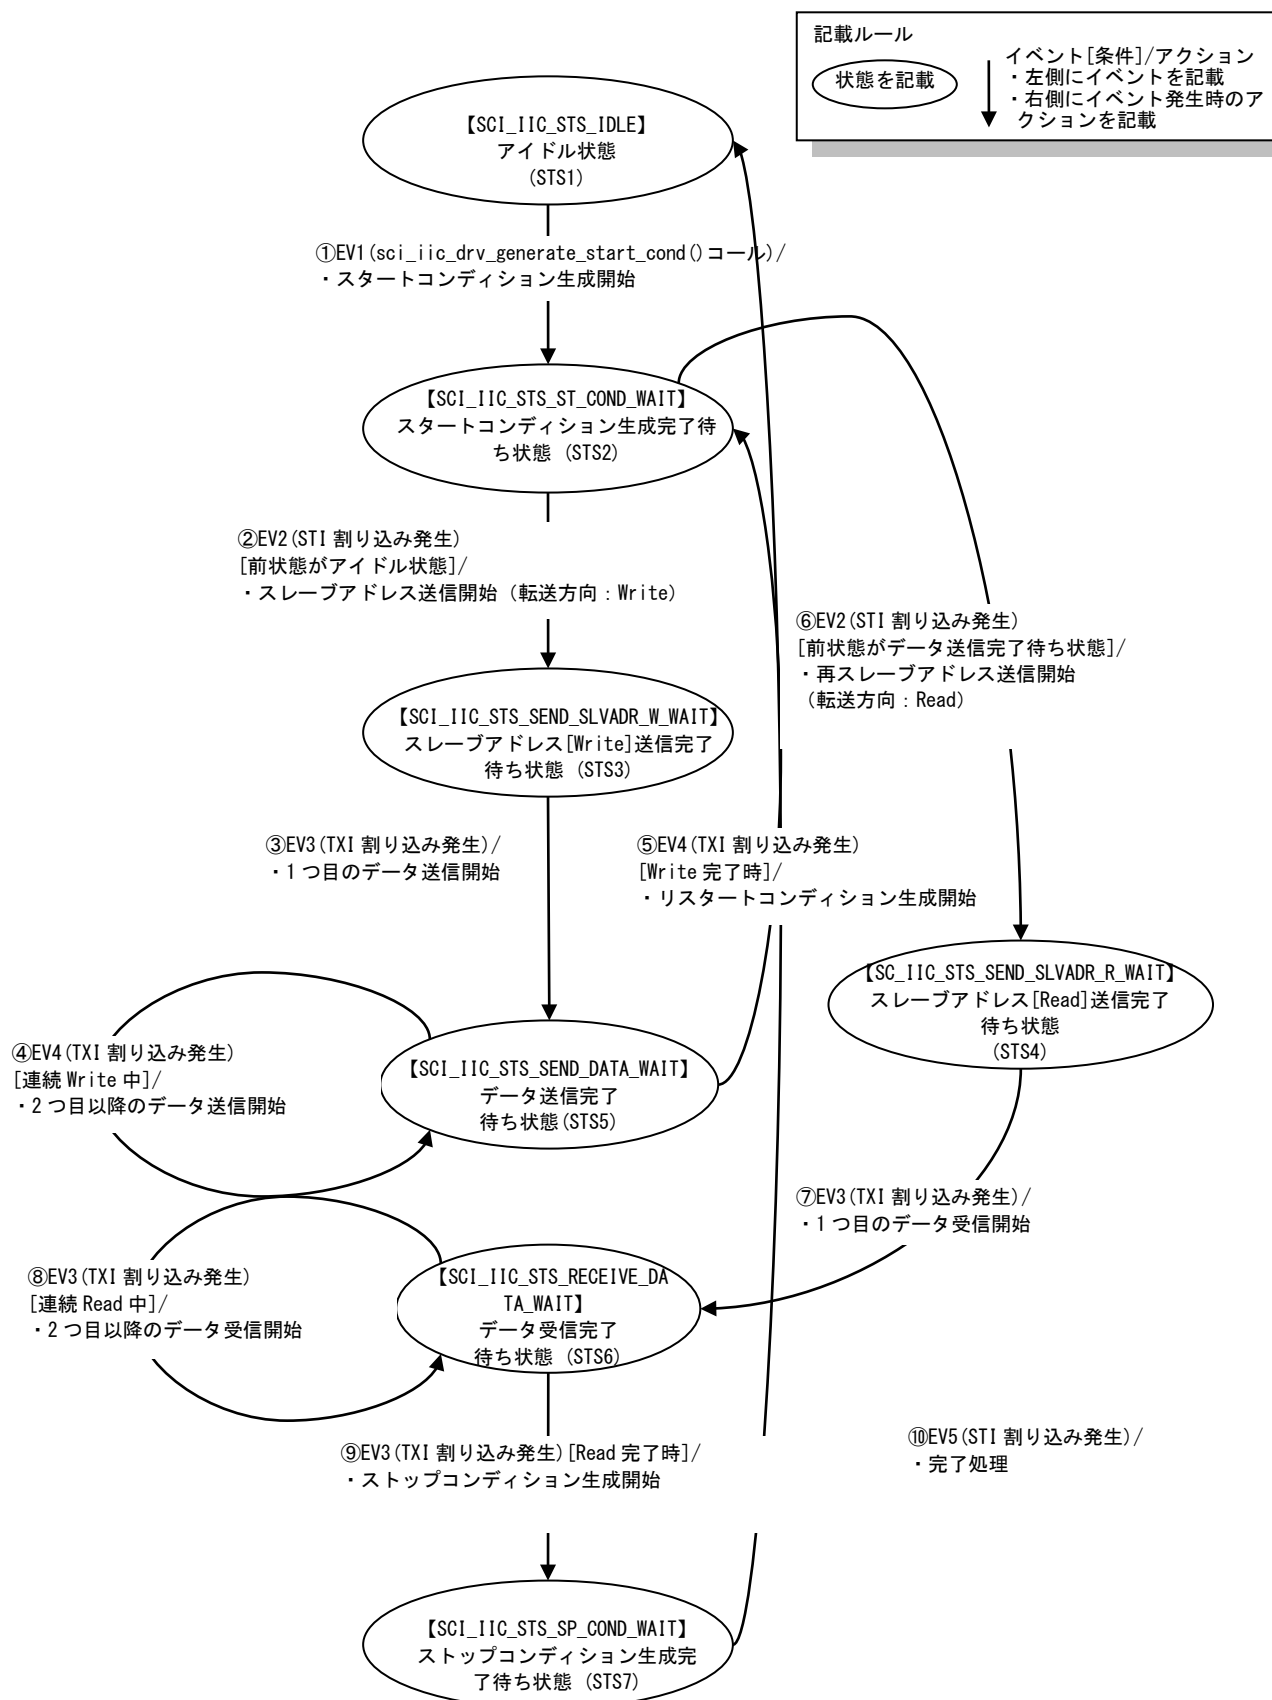 記載ルール
状態を記載
イベント[条件]/アクション
・左側にイベントを記載
・右側にイベント発生時のア
クションを記載
【SCI_IIC_STS_IDLE】
アイドル状態
(STS1)
①EV1(sci_iic_drv_generate_start_cond()コール)/
・スタートコンディション生成開始
【SCI_IIC_STS_ST_COND_WAIT】
スタートコンディション生成完了待
ち状態 (STS2)
②EV2(STI 割り込み発生)
[前状態がアイドル状態]/
・スレーブアドレス送信開始 (転送方向：Write)
⑥EV2(STI 割り込み発生)
[前状態がデータ送信完了待ち状態]/
・再スレーブアドレス送信開始
(転送方向：Read)
【SCI_IIC_STS_SEND_SLVADR_W_WAIT】
スレーブアドレス[Write]送信完了
待ち状態 (STS3)
③EV3(TXI 割り込み発生)/
・1 つ目のデータ送信開始
⑤EV4(TXI 割り込み発生)
[Write 完了時]/
・リスタートコンディション生成開始
【SC_IIC_STS_SEND_SLVADR_R_WAIT】
スレーブアドレス[Read]送信完了
待ち状態
(STS4)
④EV4(TXI 割り込み発生)
[連続 Write 中]/
・2 つ目以降のデータ送信開始
【SCI_IIC_STS_SEND_DATA_WAIT】
データ送信完了
待ち状態(STS5)
⑦EV3(TXI 割り込み発生)/
・1 つ目のデータ受信開始
⑧EV3(TXI 割り込み発生)
[連続 Read 中]/
・2 つ目以降のデータ受信開始
【SCI_IIC_STS_RECEIVE_DA
TA_WAIT】
データ受信完了
待ち状態 (STS6)
⑨EV3(TXI 割り込み発生)[Read 完了時]/
・ストップコンディション生成開始
⑩EV5(STI 割り込み発生)/
・完了処理
【SCI_IIC_STS_SP_COND_WAIT】
ストップコンディション生成完
了待ち状態 (STS7)